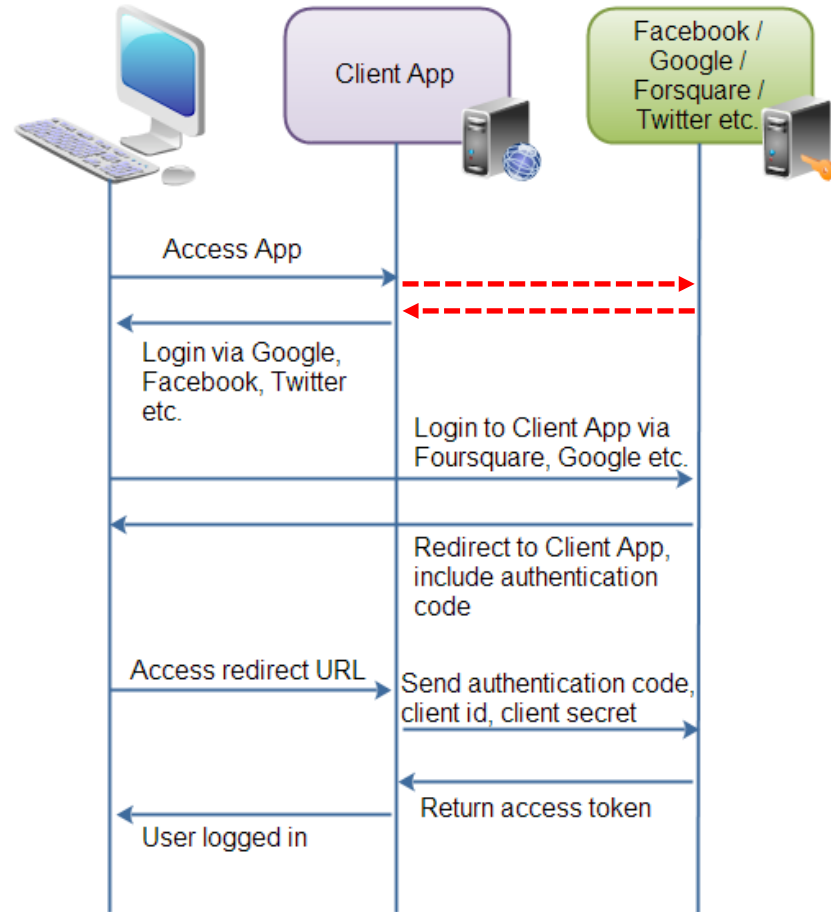 Client App
Facebook /
Google /
Forsquare /
Twitter etc.
Access App
Login via Google,
Facebook, Twitter
etc.
Login to Client App via
Foursquare, Google etc.
Redirect to Client App,
include authentication
code
Access redirect URL
Send authentication code,
client id, client secret
Return access token
User logged in